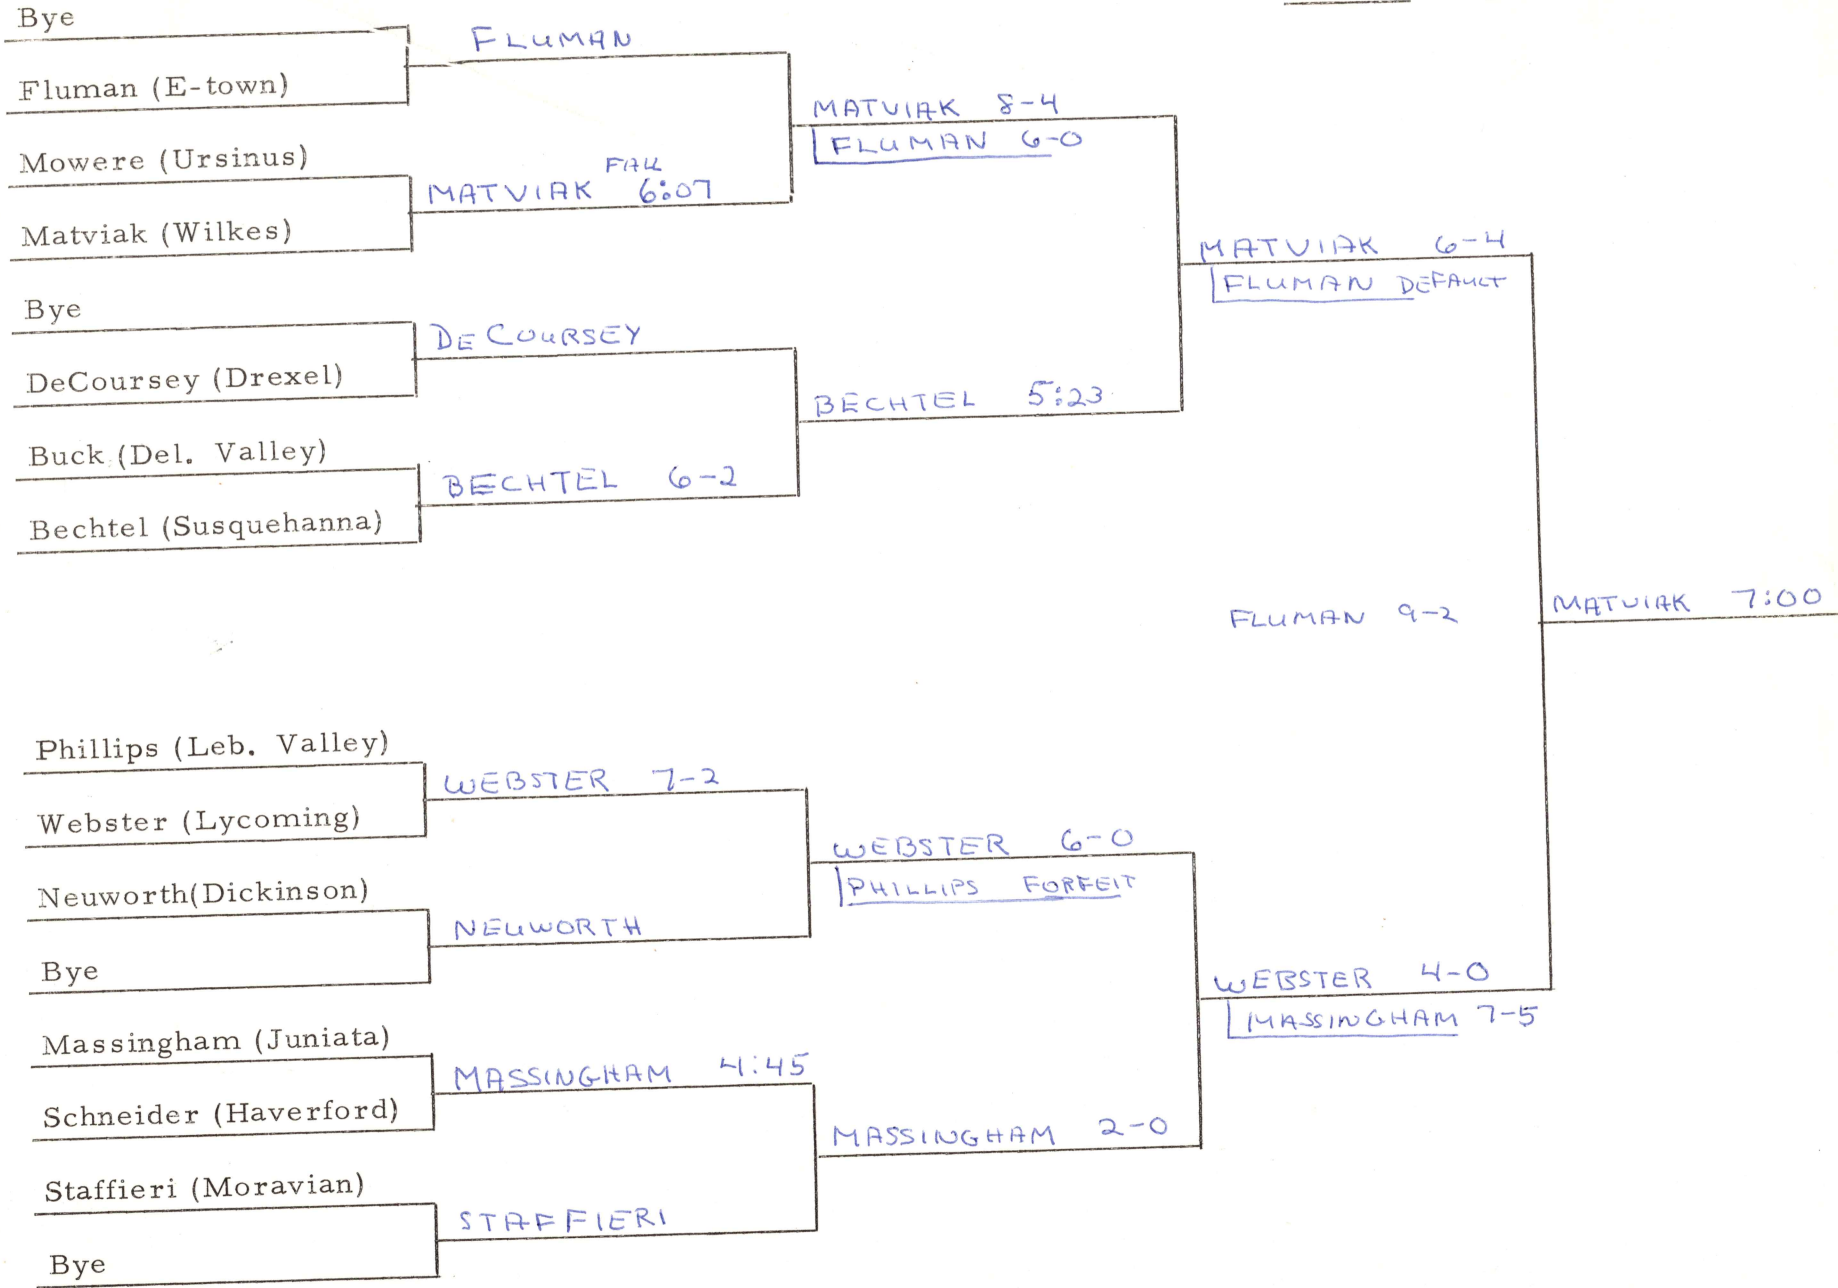 Bye
FLUMAN
Fluman (E-town)
MATVIAK 8-4
FLUMAN 6-0
Mowere (Ursinus)
FALL
MATVIAK 6:07
Matviak (Wilkes)
MATVIAK 6-4
FLUMAN DEFAULT
Bye
DE COURSEY
DeCoursey (Drexel)
BECHTEL 5:23
Buck (Del. Valley)
BECHTEL 6-2
Bechtel (Susquehanna)
FLUMAN 9-2
MATVIAK 7:00
Phillips (Leb. Valley)
WEBSTER 7-2
Webster (Lycoming)
WEBSTER 6-0
PHILLIPS FORFEIT
Neuworth(Dickinson)
NEUWORTH
Bye
WEBSTER 4-0
MASSINGHAM 7-5
Massingham (Juniata)
MASSINGHAM 4:45
Schneider (Haverford)
MASSINGHAM 2-0
Staffieri (Moravian)
STAFFIERI
Bye